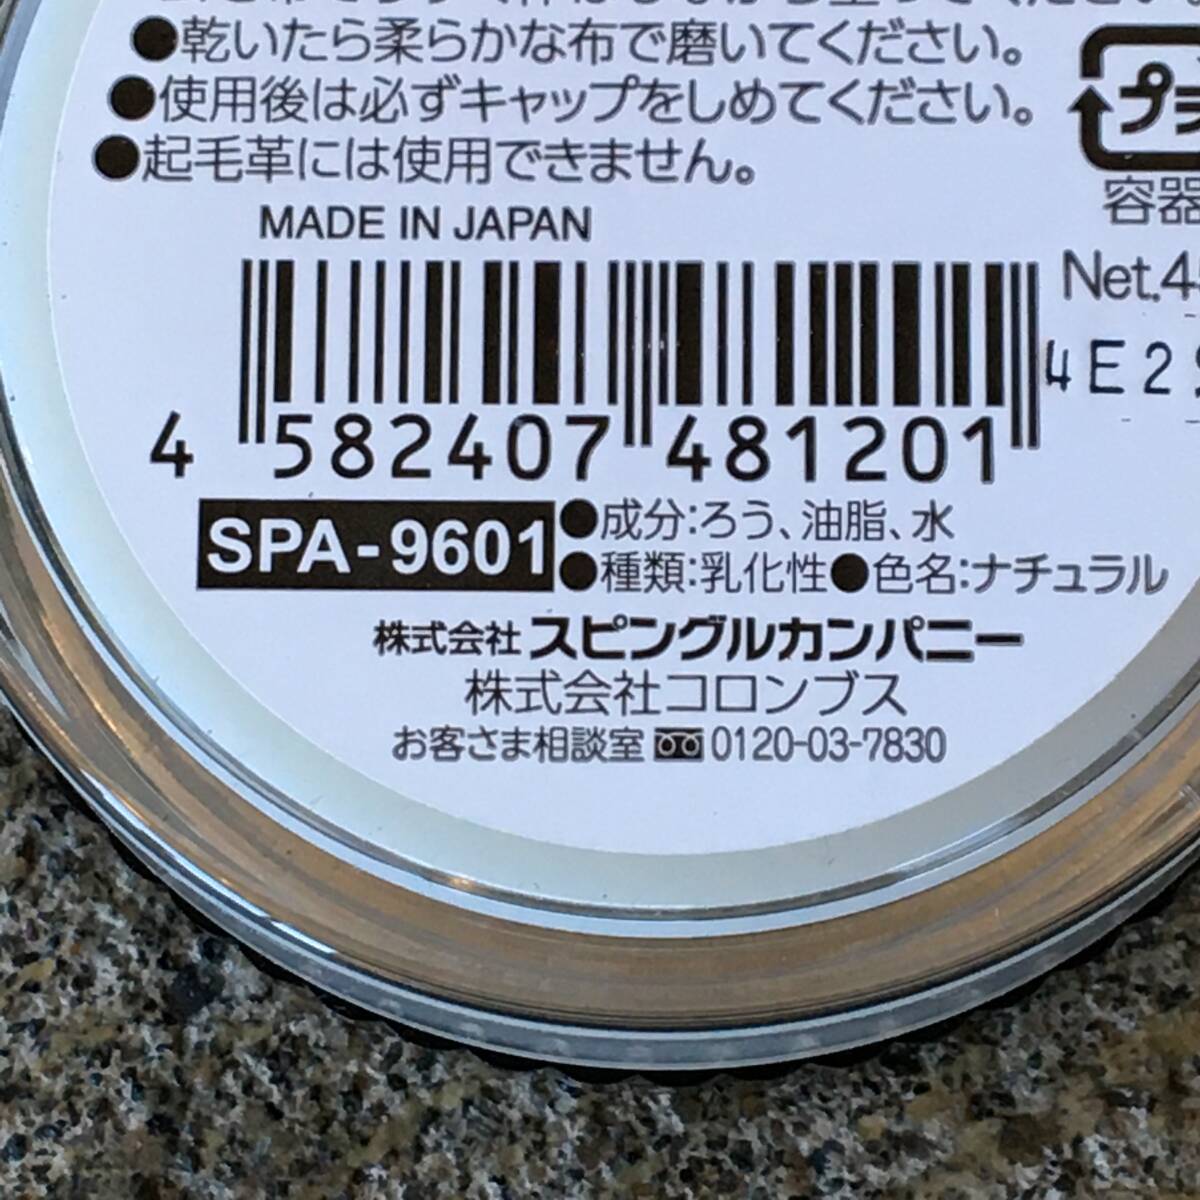 ●乾いたら柔らかな布で磨いてください。
●使用後は必ずキャップをしめてください。
●起毛革には使用できません。
プラ
容器
MADE IN JAPAN
Net.45
4E29
4 582407 481201
SPA-9601
●成分:ろう、油脂、水
●種類:乳化性●色名:ナチュラル
株式会社 スピングルカンパニー
株式会社コロンブス
お客さま相談室 0120-03-7830